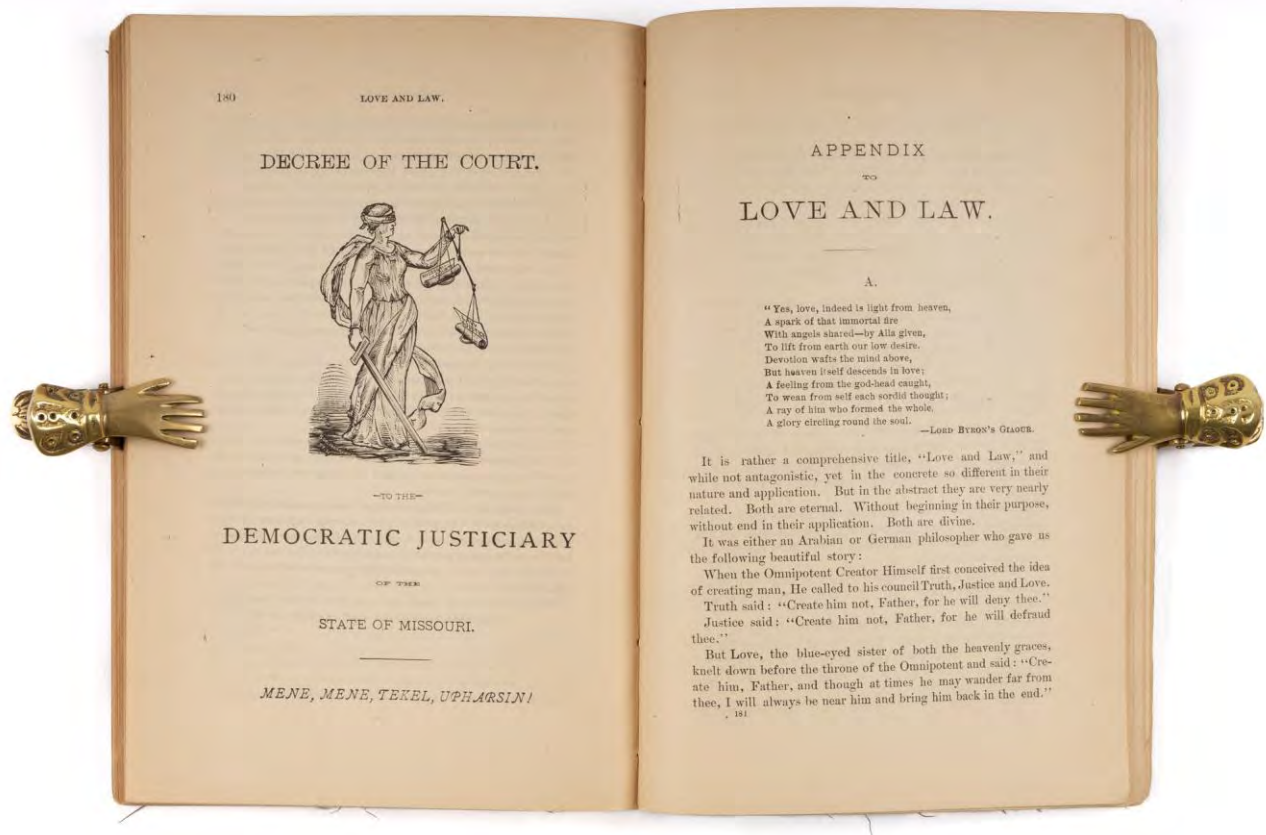 180 LOVE AND LAW.
DECREE OF THE COURT.
—TO THE—
DEMOCRATIC JUSTICIARY
OF THE
STATE OF MISSOURI.
MENE, MENE, TEKEL, UPHARSIN!
APPENDIX
TO
LOVE AND LAW.
A.
“Yes, love, indeed is light from heaven,
A spark of that immortal fire
With angels shared—by Alla given,
To lift from earth our low desire.
Devotion wafts the mind above,
But heaven itself descends in love;
A feeling from the god-head caught,
To wean from self each sordid thought;
A ray of him who formed the whole,
A glory circling round the soul.
—LORD BYRON'S GIAOUR.
It is rather a comprehensive title, “Love and Law,” and
while not antagonistic, yet in the concrete so different in their
nature and application. But in the abstract they are very nearly
related. Both are eternal. Without beginning in their purpose,
without end in their application. Both are divine.
It was either an Arabian or German philosopher who gave us
the following beautiful story:
When the Omnipotent Creator Himself first conceived the idea
of creating man, He called to his council Truth, Justice and Love.
Truth said: “Create him not, Father, for he will deny thee.”
Justice said: “Create him not, Father, for he will defraud
thee.”
But Love, the blue-eyed sister of both the heavenly graces,
knelt down before the throne of the Omnipotent and said: “Cre-
ate him, Father, and though at times he may wander far from
thee, I will always be near him and bring him back in the end.”
181